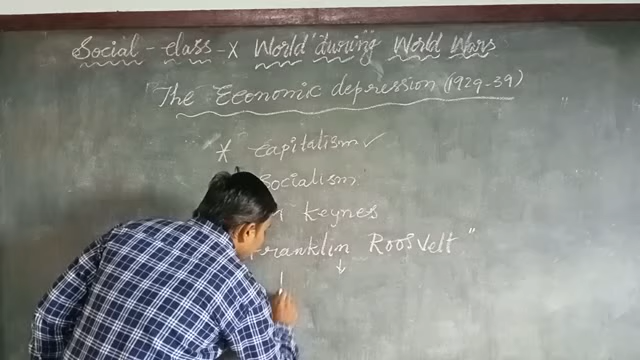 Social - class - X World during World Wars
The Economic depression (1929-39)
* Capitalism ✓
Socialism
Keynes
Franklin Roosvelt "
↓